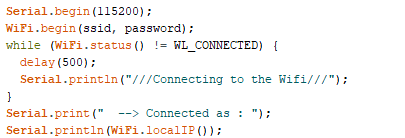 Serial.begin(115200);
WiFi.begin(ssid, password);
while (WiFi.status() != WL_CONNECTED) {
  delay(500);
  Serial.println("///Connecting to the Wifi///");
}
Serial.print("  --> Connected as : ");
Serial.println(WiFi.localIP());